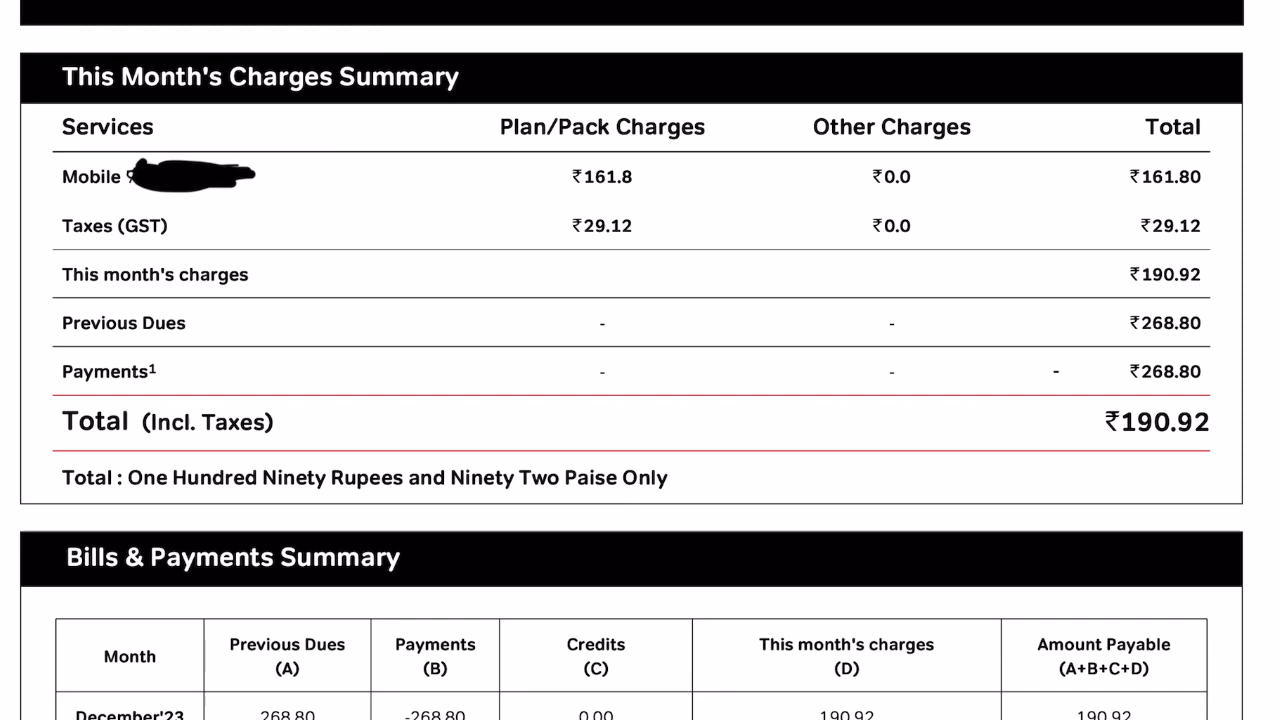 This Month's Charges Summary
Services Plan/Pack Charges Other Charges Total
Mobile ₹161.8 ₹0.0 ₹161.80
Taxes (GST) ₹29.12 ₹0.0 ₹29.12
This month's charges ₹190.92
Previous Dues - - ₹268.80
Payments¹ - - - ₹268.80
Total (Incl. Taxes) ₹190.92
Total : One Hundred Ninety Rupees and Ninety Two Paise Only
Bills & Payments Summary
Month Previous Dues (A) Payments (B) Credits (C) This month's charges (D) Amount Payable (A+B+C+D)
December'23 268.80 -268.80 0.00 190.92 190.92